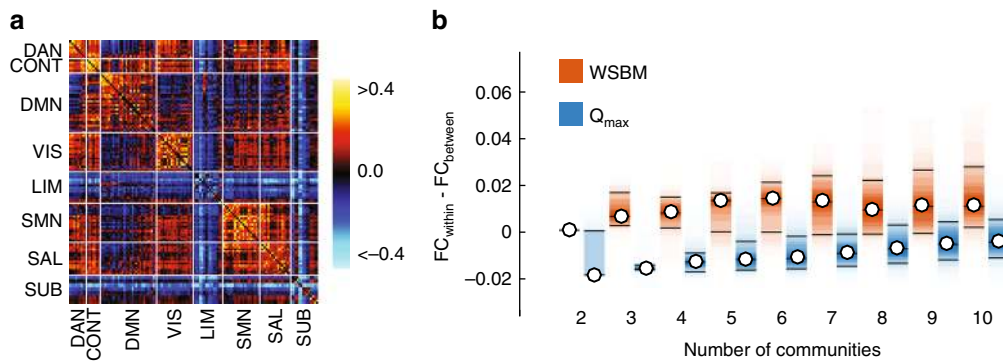 a
DAN
CONT
DMN
VIS
LIM
SMN
SAL
SUB
DAN
CONT
DMN
VIS
LIM
SMN
SAL
SUB
>0.4
0.0
<–0.4
b
WSBM
Qmax
FCwithin - FCbetween
0.06
0.04
0.02
0
–0.02
2 3 4 5 6 7 8 9 10
Number of communities